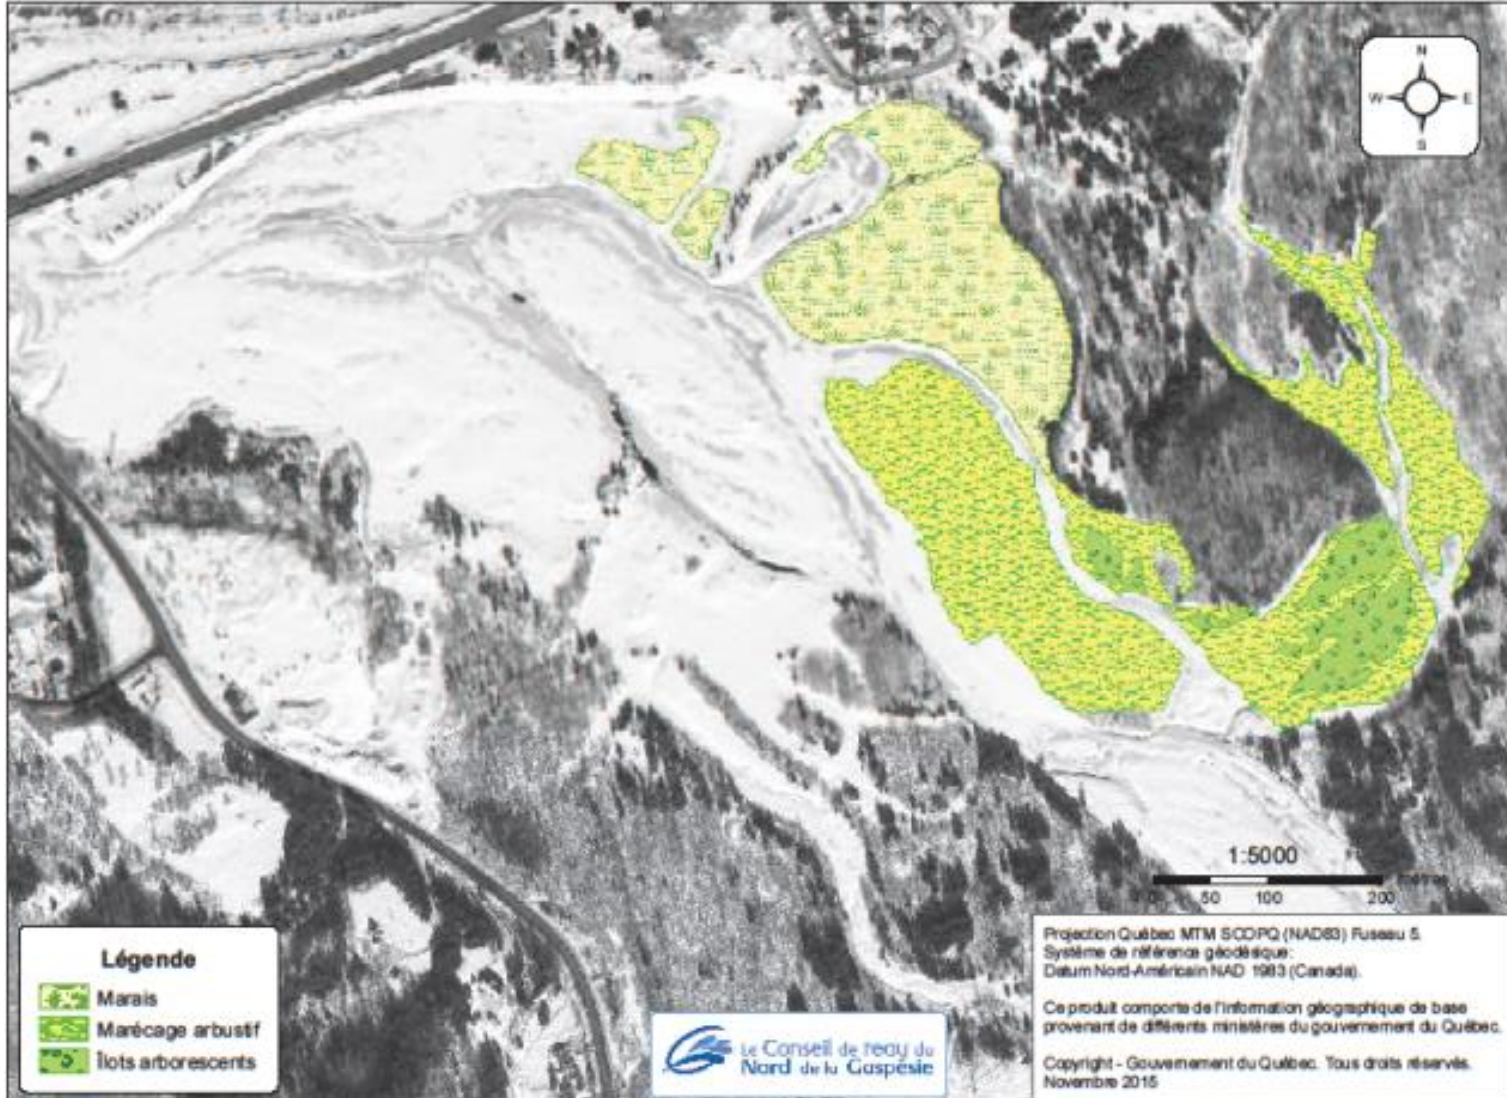 N
W E
S
1:5000
50 100 200
Légende
Marais
Marécage arbustif
Îlots arborescents
Le Conseil de l'eau du
Nord de la Gaspésie
Projection Québec MTM SCOPQ (NAD83) Fuseau 5.
Système de référence géodésique:
Datum Nord-Américain NAD 1983 (Canada).
Ce produit comporte de l'information géographique de base
provenant de différents ministères du gouvernement du Québec.
Copyright - Gouvernement du Québec. Tous droits réservés.
Novembre 2015